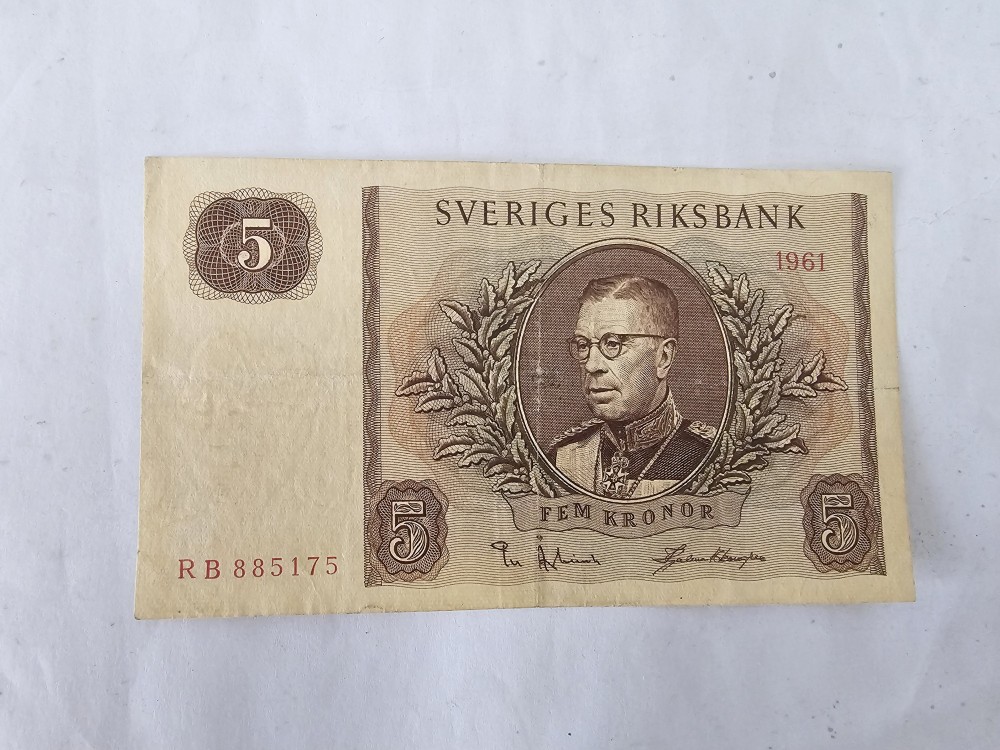 5
SVERIGES RIKSBANK
1961
FEM KRONOR
5
5
RB 885175